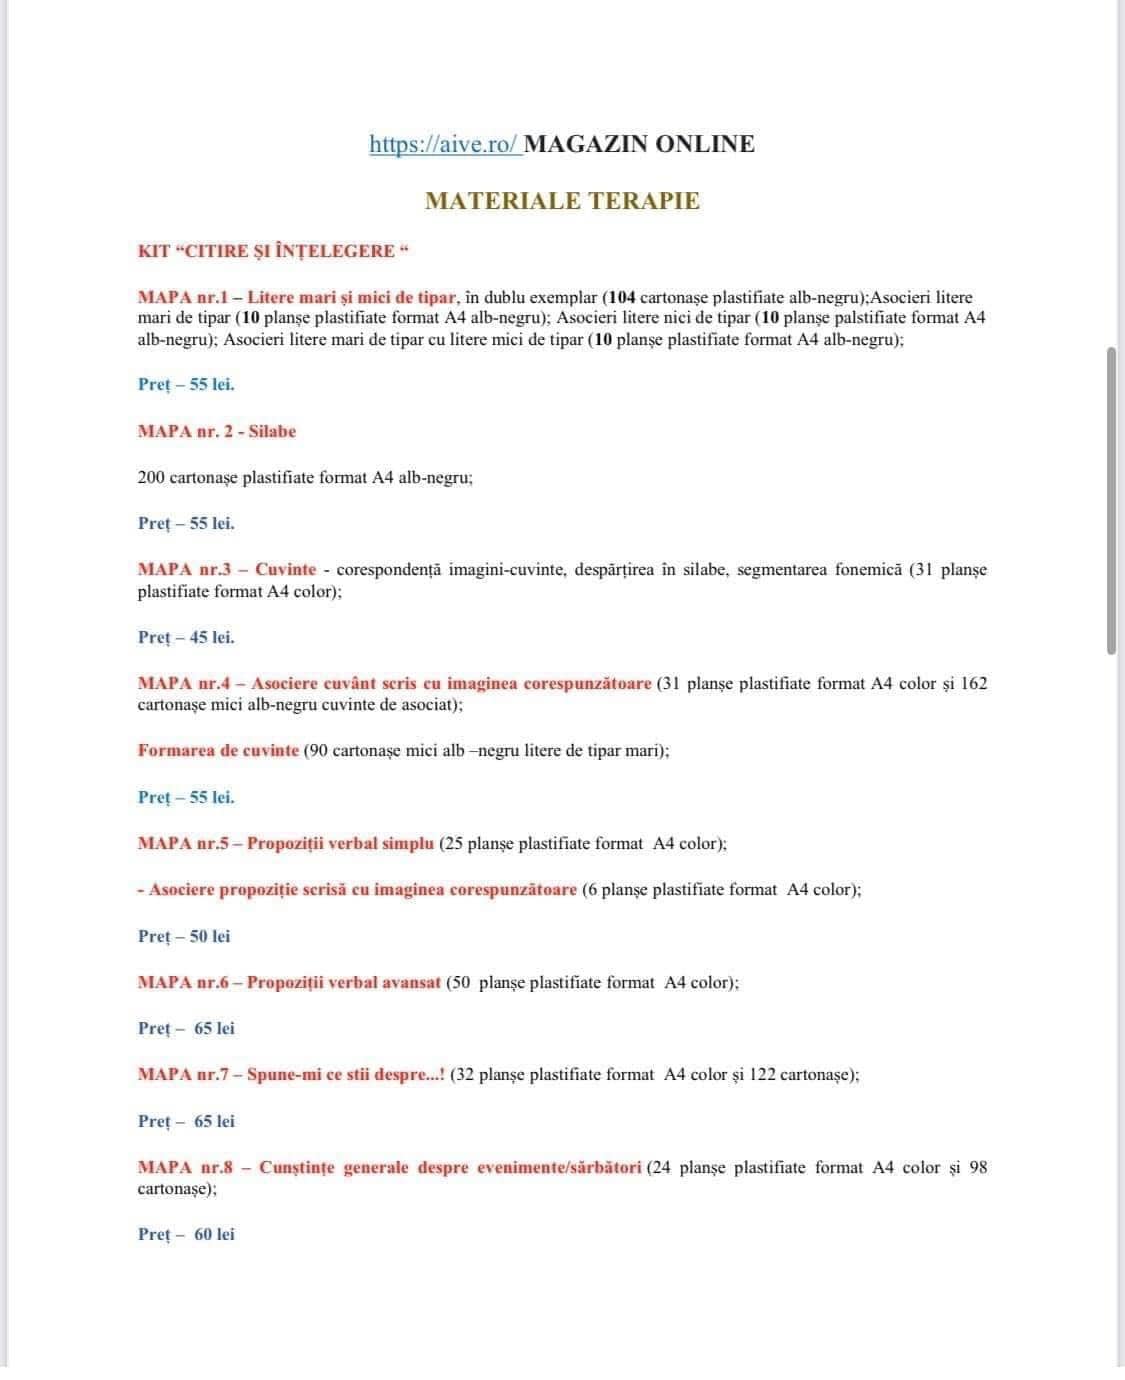 https://aive.ro/ MAGAZIN ONLINE
MATERIALE TERAPIE
KIT “CITIRE ȘI ÎNȚELEGERE “
MAPA nr.1 – Litere mari și mici de tipar, în dublu exemplar (104 cartonașe plastifiate alb-negru);Asocieri litere
mari de tipar (10 planșe plastifiate format A4 alb-negru); Asocieri litere nici de tipar (10 planșe palstifiate format A4
alb-negru); Asocieri litere mari de tipar cu litere mici de tipar (10 planșe plastifiate format A4 alb-negru);
Preț – 55 lei.
MAPA nr. 2 - Silabe
200 cartonașe plastifiate format A4 alb-negru;
Preț – 55 lei.
MAPA nr.3 – Cuvinte - corespondență imagini-cuvinte, despărțirea în silabe, segmentarea fonemică (31 planșe
plastifiate format A4 color);
Preț – 45 lei.
MAPA nr.4 – Asociere cuvânt scris cu imaginea corespunzătoare (31 planșe plastifiate format A4 color și 162
cartonașe mici alb-negru cuvinte de asociat);
Formarea de cuvinte (90 cartonașe mici alb –negru litere de tipar mari);
Preț – 55 lei.
MAPA nr.5 – Propoziții verbal simplu (25 planșe plastifiate format A4 color);
- Asociere propoziție scrisă cu imaginea corespunzătoare (6 planșe plastifiate format A4 color);
Preț – 50 lei
MAPA nr.6 – Propoziții verbal avansat (50 planșe plastifiate format A4 color);
Preț – 65 lei
MAPA nr.7 – Spune-mi ce stii despre...! (32 planșe plastifiate format A4 color și 122 cartonașe);
Preț – 65 lei
MAPA nr.8 – Cunștințe generale despre evenimente/sărbători (24 planșe plastifiate format A4 color și 98
cartonașe);
Preț – 60 lei